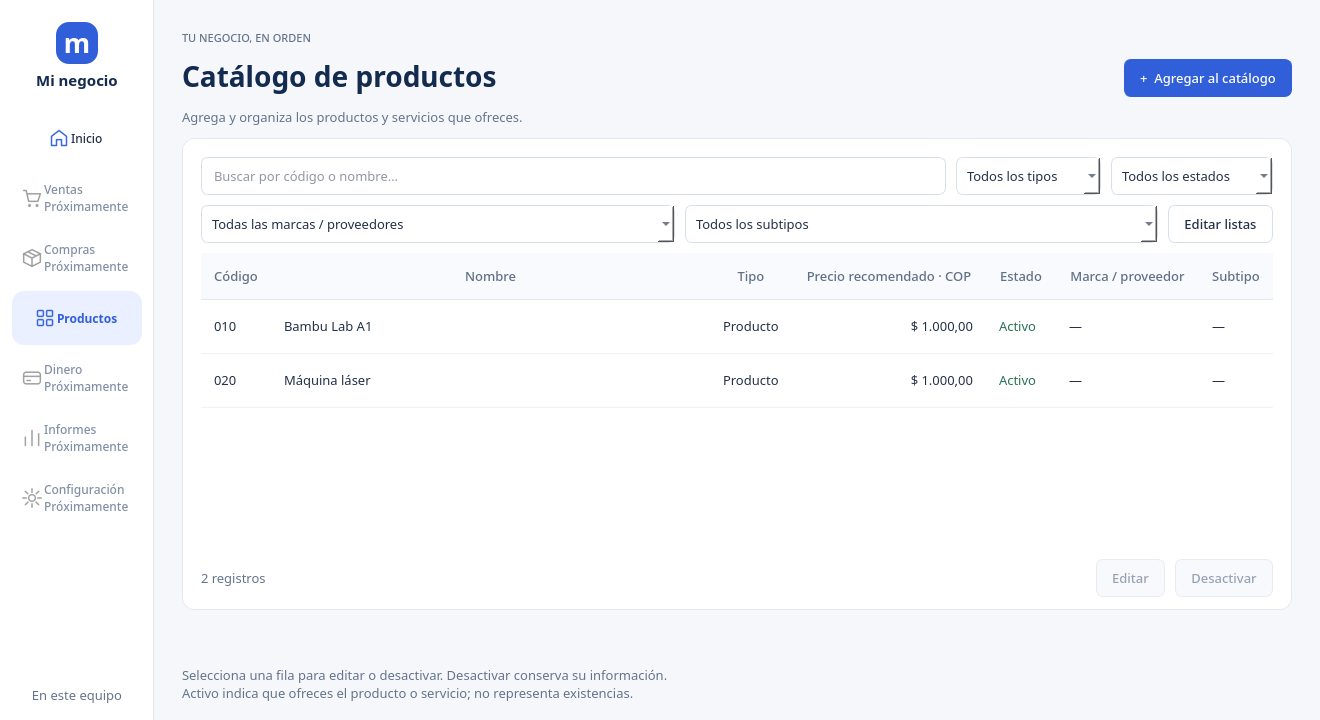 m
Mi negocio
Inicio
Ventas
Próximamente
Compras
Próximamente
Productos
Dinero
Próximamente
Informes
Próximamente
Configuración
Próximamente
En este equipo
TU NEGOCIO, EN ORDEN
Catálogo de productos
+ Agregar al catálogo
Agrega y organiza los productos y servicios que ofreces.
Buscar por código o nombre... Todos los tipos Todos los estados
Todas las marcas / proveedores Todos los subtipos Editar listas
Código Nombre Tipo Precio recomendado · COP Estado Marca / proveedor Subtipo
010 Bambu Lab A1 Producto $ 1.000,00 Activo — —
020 Máquina láser Producto $ 1.000,00 Activo — —
2 registros Editar Desactivar
Selecciona una fila para editar o desactivar. Desactivar conserva su información.
Activo indica que ofreces el producto o servicio; no representa existencias.